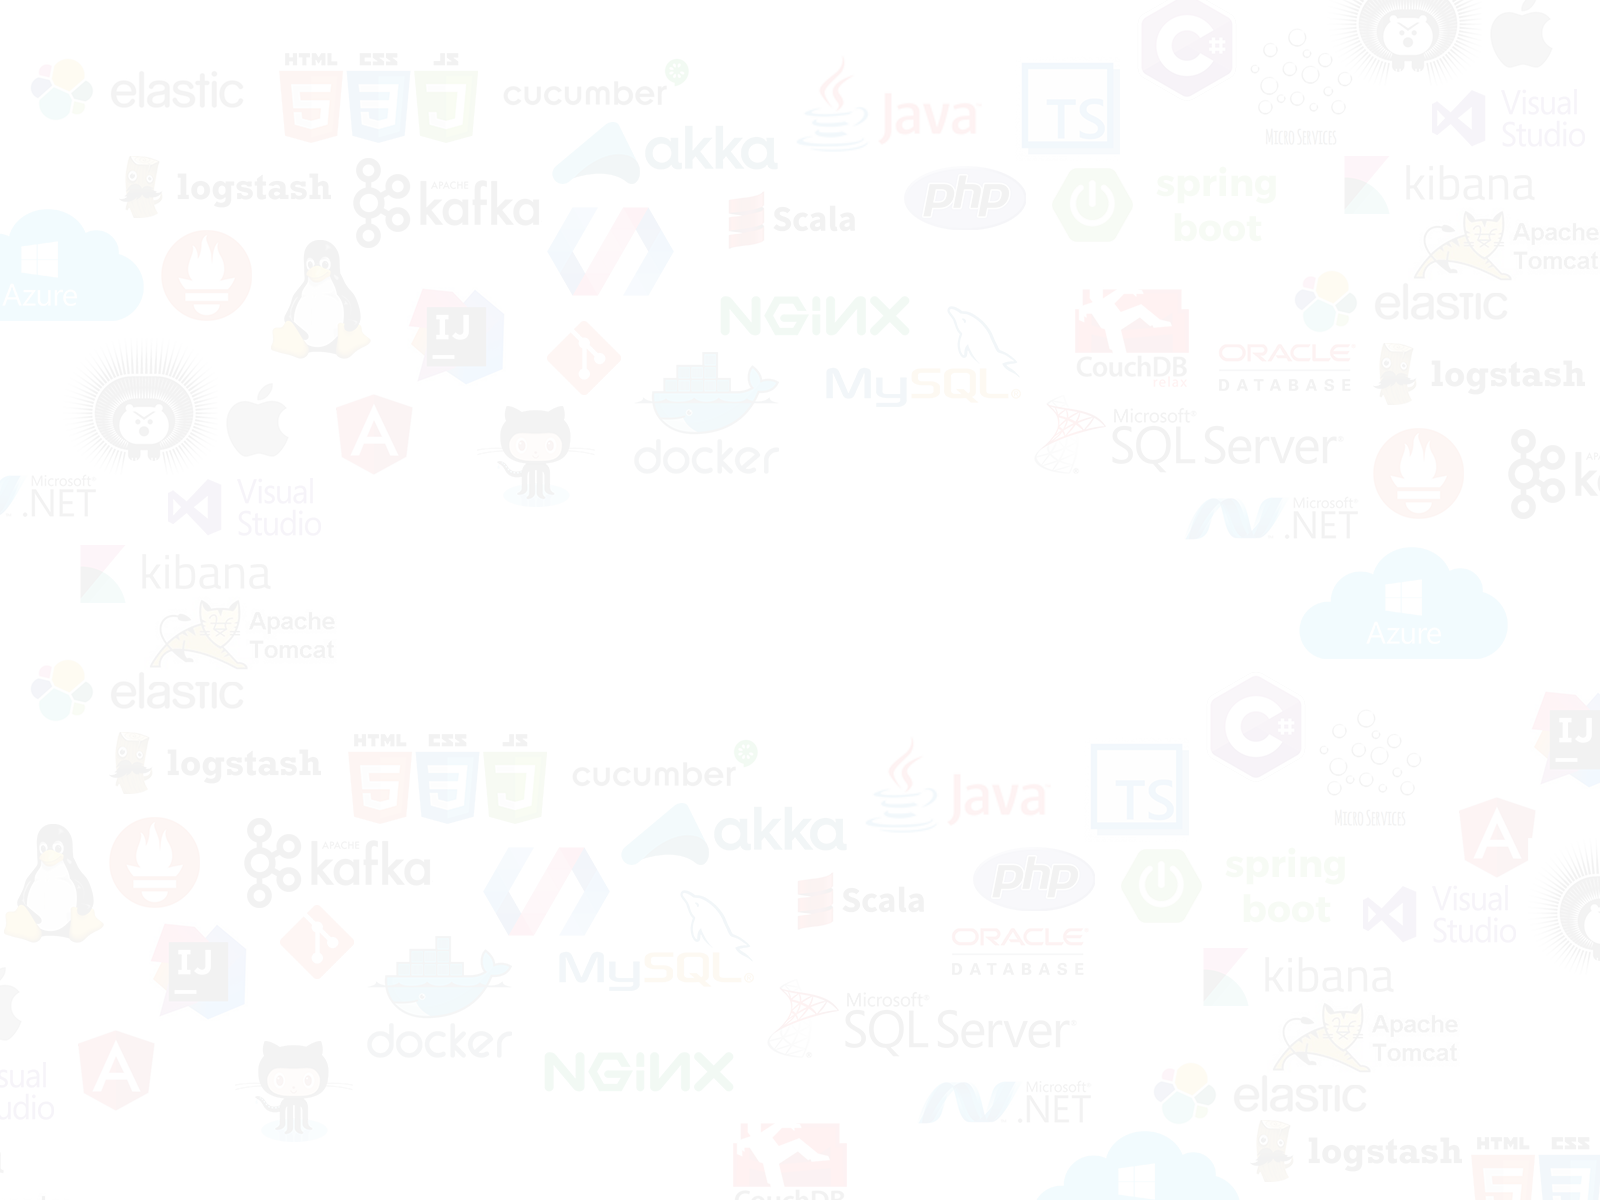 HTML CSS JS
elastic
cucumber
Java
TS
C#
Micro Services
Visual
Studio
akka
logstash
APACHE
kafka
Scala
php
spring
boot
kibana
Apache
Tomcat
Azure
IJ
NGINX
MySQL
CouchDB
relax
ORACLE
DATABASE
elastic
logstash
A
docker
Microsoft
SQL Server
Microsoft
.NET
Visual
Studio
Microsoft
.NET
kibana
Azure
Apache
Tomcat
elastic
C#
IJ
logstash
HTML CSS JS
cucumber
Java
TS
Micro Services
akka
APACHE
kafka
Scala
php
spring
boot
A
Visual
Studio
IJ
MySQL
ORACLE
DATABASE
kibana
docker
Microsoft
SQL Server
Apache
Tomcat
A
NGINX
Microsoft
.NET
elastic
logstash
HTML CSS
CouchDB